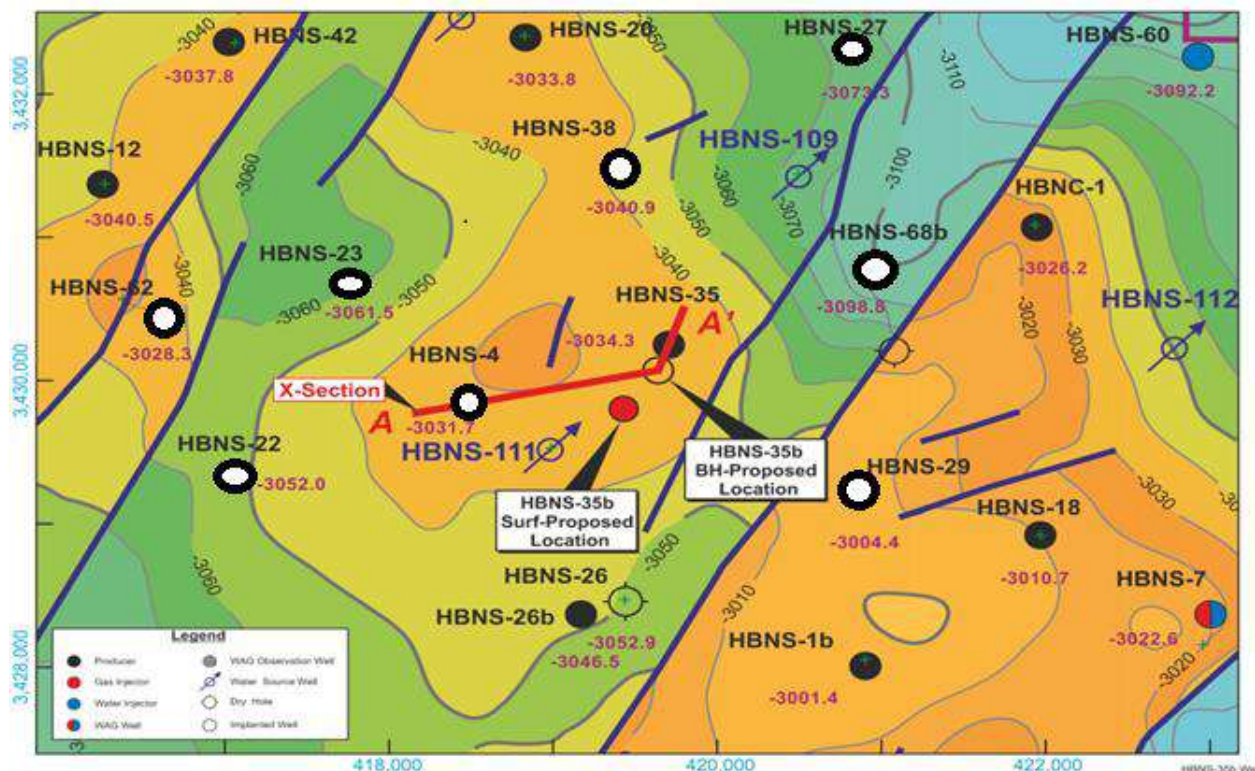 -3040
HBNS-42
-3037.8
HBNS-20
-3033.8
-3050
HBNS-27
-3073.3
-3110
HBNS-60
-3092.2
3,432,000
HBNS-12
-3040.5
-3060
HBNS-38
-3040
-3040.9
HBNS-109
-3060
-3070
-3050
-3100
HBNC-1
-3026.2
HBNS-68b
-3098.8
HBNS-23
-3061.5
-3060
-3050
-3040
HBNS-62
-3028.3
-3040
HBNS-35
A'
-3034.3
-3020
-3030
HBNS-112
3,430,000
HBNS-4
X-Section
A
-3031.7
HBNS-111
HBNS-22
-3052.0
HBNS-35b
BH-Proposed
Location
HBNS-35b
Surf-Proposed
Location
HBNS-29
-3004.4
HBNS-18
-3010.7
-3030
HBNS-7
-3022.6
-3020
-3050
HBNS-26
HBNS-26b
-3052.9
-3046.5
-3060
-3010
HBNS-1b
-3001.4
3,428,000
Legend
Producer
WAG Observation Well
Gas Injector
Water Source Well
Water Injector
Dry Hole
WAG Well
Implanted Well
418,000
420,000
422,000